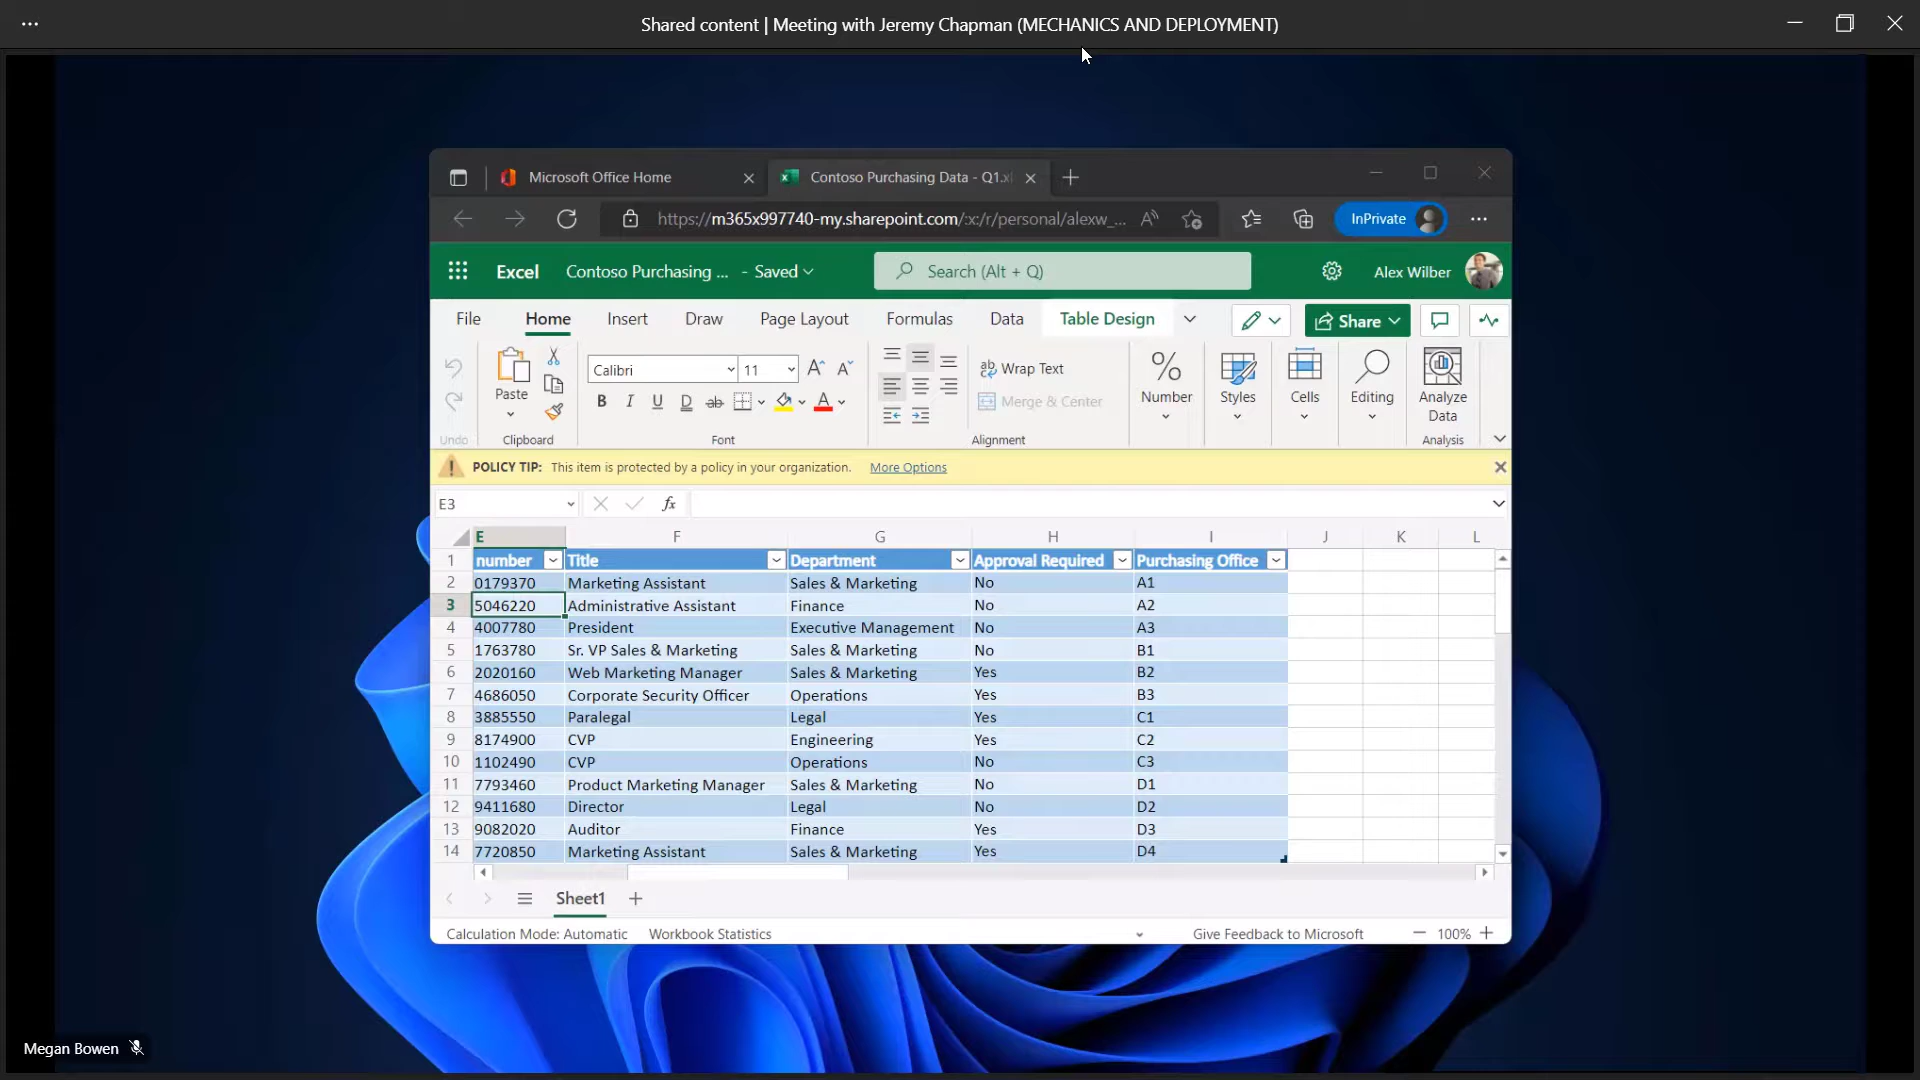 Shared content | Meeting with Jeremy Chapman (MECHANICS AND DEPLOYMENT)
Microsoft Office Home
Contoso Purchasing Data - Q1.xl
https://m365x997740-my.sharepoint.com/:x:/r/personal/alexw_...
InPrivate
Excel
Contoso Purchasing ... - Saved
Search (Alt + Q)
Alex Wilber
File Home Insert Draw Page Layout Formulas Data Table Design
Share
Paste
Calibri 11
Wrap Text
Merge & Center
Number Styles Cells Editing Analyze Data
Undo Clipboard Font Alignment Analysis
POLICY TIP: This item is protected by a policy in your organization. More Options
E3
fx
E F G H I J K L
1 number Title Department Approval Required Purchasing Office
2 0179370 Marketing Assistant Sales & Marketing No A1
3 5046220 Administrative Assistant Finance No A2
4 4007780 President Executive Management No A3
5 1763780 Sr. VP Sales & Marketing Sales & Marketing No B1
6 2020160 Web Marketing Manager Sales & Marketing Yes B2
7 4686050 Corporate Security Officer Operations Yes B3
8 3885550 Paralegal Legal Yes C1
9 8174900 CVP Engineering Yes C2
10 1102490 CVP Operations No C3
11 7793460 Product Marketing Manager Sales & Marketing No D1
12 9411680 Director Legal No D2
13 9082020 Auditor Finance Yes D3
14 7720850 Marketing Assistant Sales & Marketing Yes D4
Sheet1
Calculation Mode: Automatic Workbook Statistics Give Feedback to Microsoft 100%
Megan Bowen